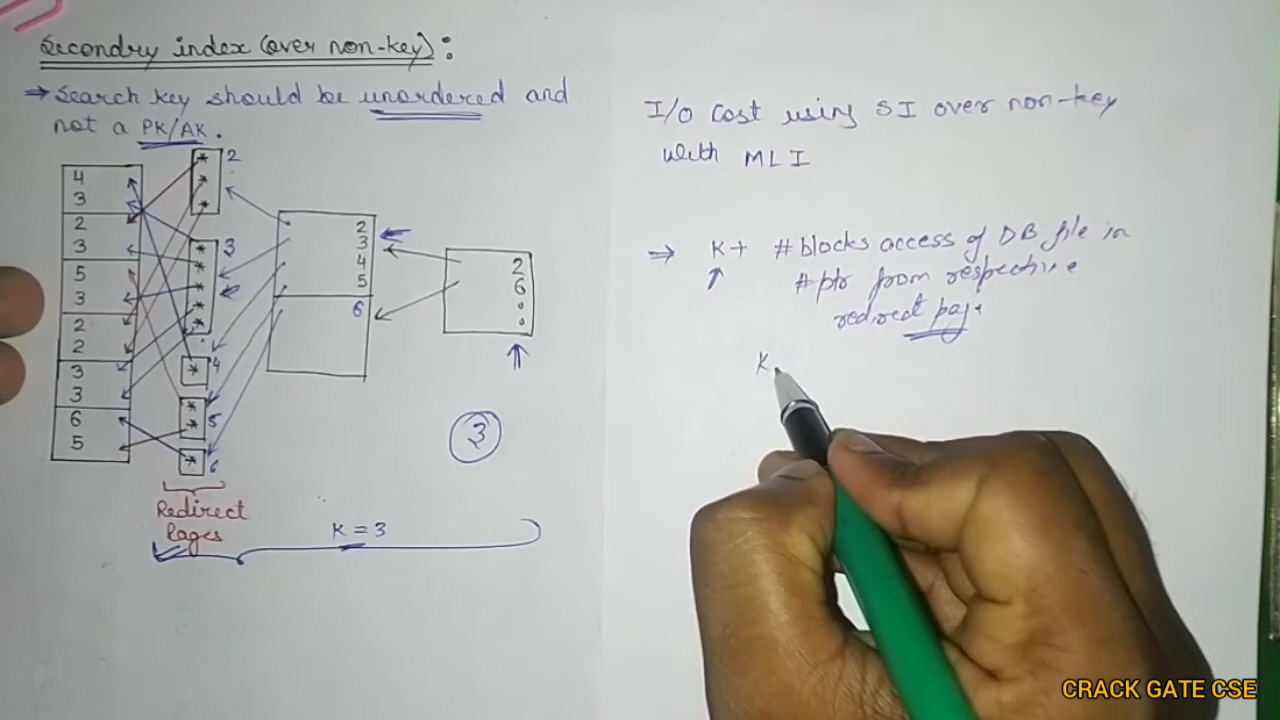 Secondry index (over non-key) :
→ Search key should be unordered and
not a PK/AK.
4
3
2
3
5
3
2
2
3
3
6
5
* 2
*
*
* 3
*
*
*
*
* 4
*
* 5
* 6
Redirect
Pages
2
3
4
5
6
2
6
3
K = 3
I/O Cost using SI over non-key
with MLI
⇒ K + # blocks access of DB file in
# ptr from respective
redirect page
K
CRACK GATE CSE